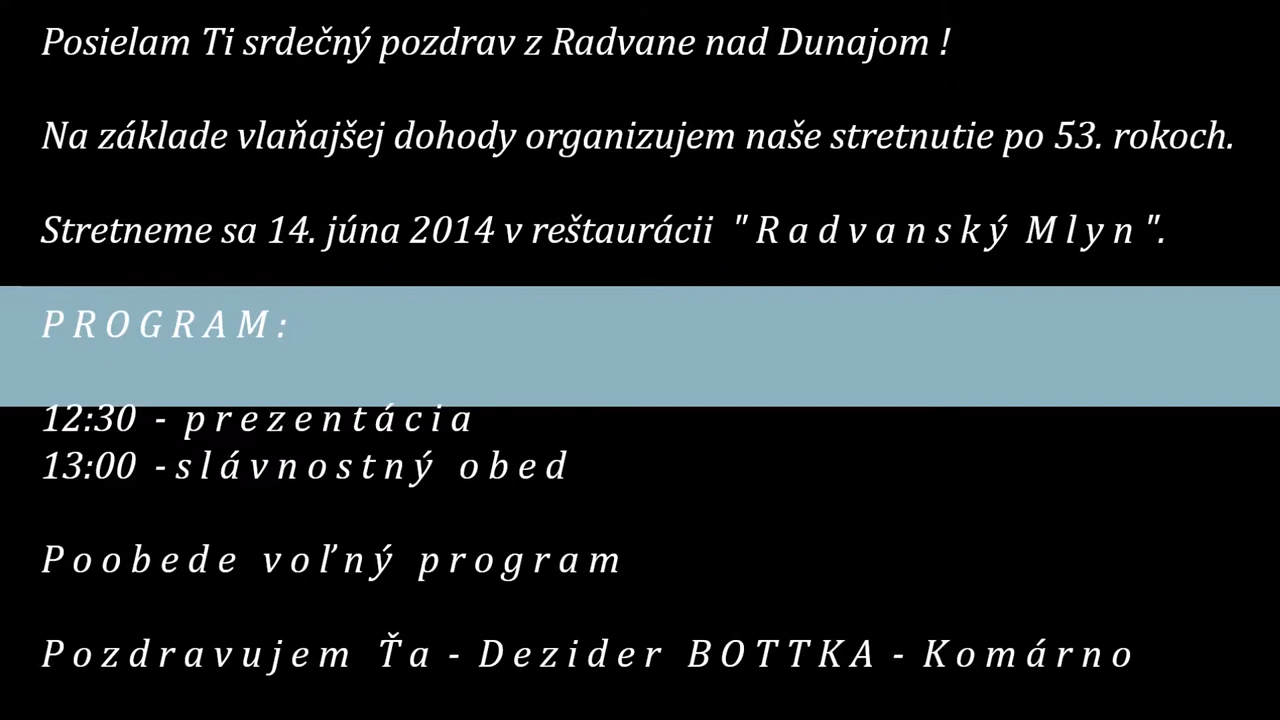 Posielam Ti srdečný pozdrav z Radvane nad Dunajom !
Na základe vlaňajšej dohody organizujem naše stretnutie po 53. rokoch.
Stretneme sa 14. júna 2014 v reštaurácii " R a d v a n s k ý  M l y n ".
P R O G R A M :
12:30 - p r e z e n t á c i a
13:00 - s l á v n o s t n ý  o b e d
P o o b e d e  v o ľ n ý  p r o g r a m
P o z d r a v u j e m  Ť a - D e z i d e r  B O T T K A - K o m á r n o